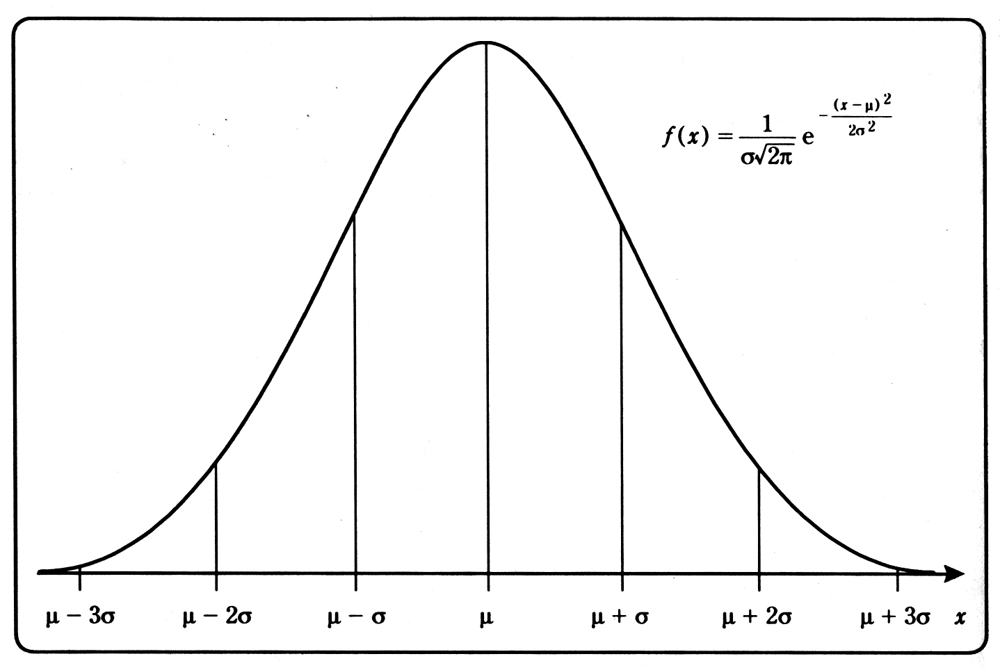 f(x) = 1/(σ√2π) e^(-(x – μ)²/(2σ²))
μ – 3σ μ – 2σ μ – σ μ μ + σ μ + 2σ μ + 3σ x